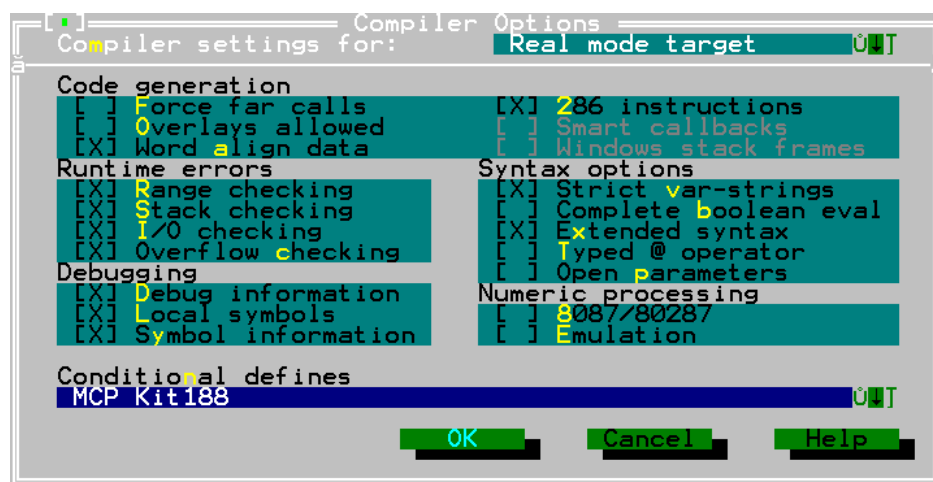 [▪] Compiler Options
Compiler settings for: Real mode target Û↓T
ă
Code generation
[ ] Force far calls [X] 286 instructions
[ ] Overlays allowed [ ] Smart callbacks
[X] Word align data [ ] Windows stack frames
Runtime errors Syntax options
[X] Range checking [X] Strict var-strings
[X] Stack checking [ ] Complete boolean eval
[X] I/O checking [X] Extended syntax
[X] Overflow checking [ ] Typed @ operator
Debugging [ ] Open parameters
[X] Debug information Numeric processing
[X] Local symbols [ ] 8087/80287
[X] Symbol information [ ] Emulation
Conditional defines
MCP Kit188 Û↓T
OK Cancel Help